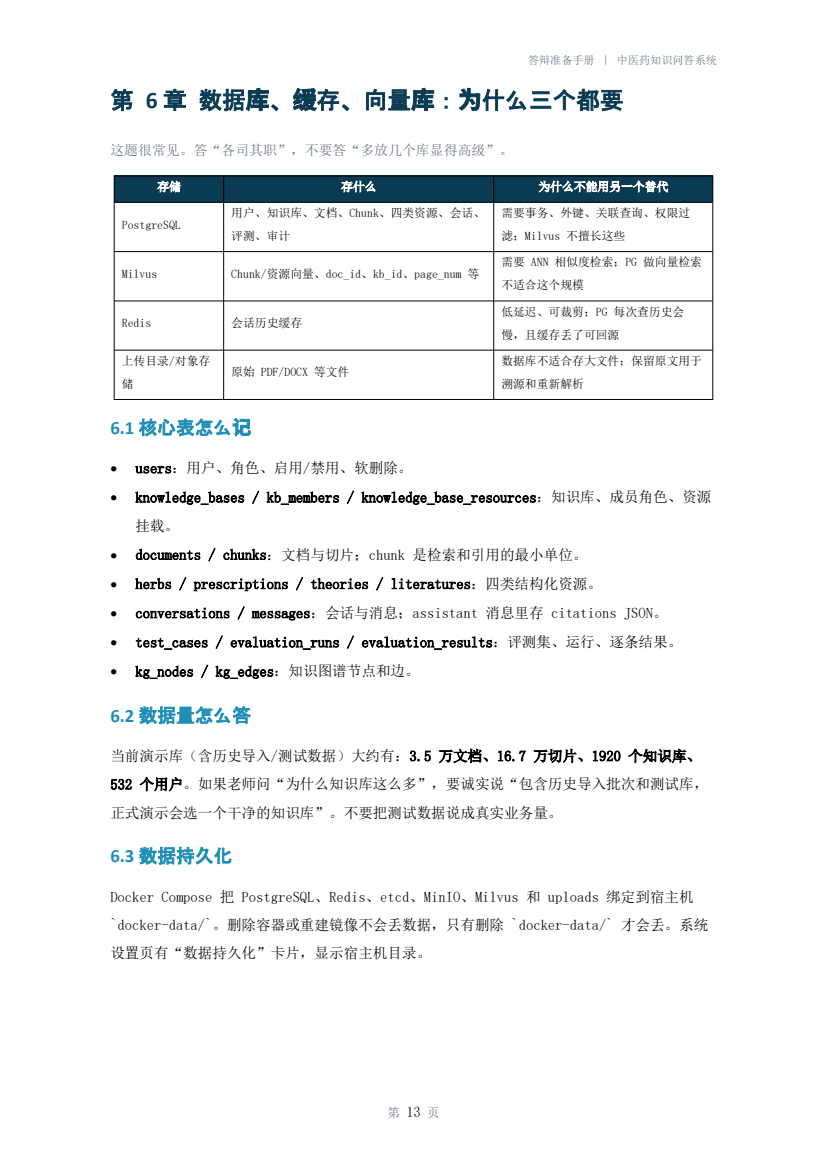 答辩准备手册 | 中医药知识问答系统
第 6 章 数据库、缓存、向量库：为什么三个都要
这题很常见。答“各司其职”，不要答“多放几个库显得高级”。
存储 存什么 为什么不能用另一个替代
PostgreSQL 用户、知识库、文档、Chunk、四类资源、会话、
评测、审计 需要事务、外键、关联查询、权限过
滤；Milvus 不擅长这些
Milvus Chunk/资源向量、doc_id、kb_id、page_num 等 需要 ANN 相似度检索；PG 做向量检索
不适合这个规模
Redis 会话历史缓存 低延迟、可裁剪；PG 每次查历史会
慢，且缓存丢了可回源
上传目录/对象存
储 原始 PDF/DOCX 等文件 数据库不适合存大文件；保留原文用于
溯源和重新解析
6.1 核心表怎么记
• users：用户、角色、启用/禁用、软删除。
• knowledge_bases / kb_members / knowledge_base_resources：知识库、成员角色、资源
挂载。
• documents / chunks：文档与切片；chunk 是检索和引用的最小单位。
• herbs / prescriptions / theories / literatures：四类结构化资源。
• conversations / messages：会话与消息；assistant 消息里存 citations JSON。
• test_cases / evaluation_runs / evaluation_results：评测集、运行、逐条结果。
• kg_nodes / kg_edges：知识图谱节点和边。
6.2 数据量怎么答
当前演示库（含历史导入/测试数据）大约有：3.5 万文档、16.7 万切片、1920 个知识库、
532 个用户。如果老师问“为什么知识库这么多”，要诚实说“包含历史导入批次和测试库，
正式演示会选一个干净的知识库”。不要把测试数据说成真实业务量。
6.3 数据持久化
Docker Compose 把 PostgreSQL、Redis、etcd、MinIO、Milvus 和 uploads 绑定到宿主机
`docker-data/`。删除容器或重建镜像不会丢数据，只有删除 `docker-data/` 才会丢。系统
设置页有“数据持久化”卡片，显示宿主机目录。
第 13 页